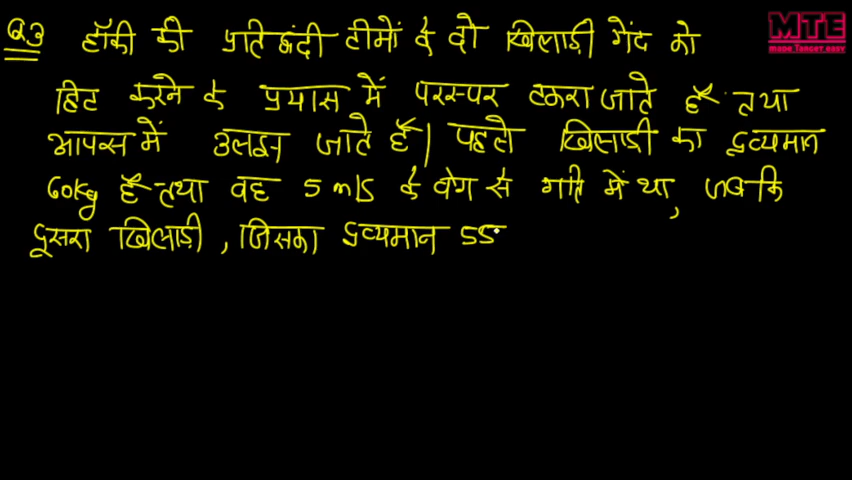 Q3 हॉकी की प्रतिद्वंदी टीमों के दो खिलाड़ी गेंद को
MTE
made Target easy
हिट करने के प्रयास में परस्पर टकरा जाते हैं तथा
आपस में उलझ जाते हैं| पहले खिलाड़ी का द्रव्यमान
60kg है तथा वह 5 m/s के वेग से गति में था, जबकि
दूसरा खिलाड़ी, जिसका द्रव्यमान 55